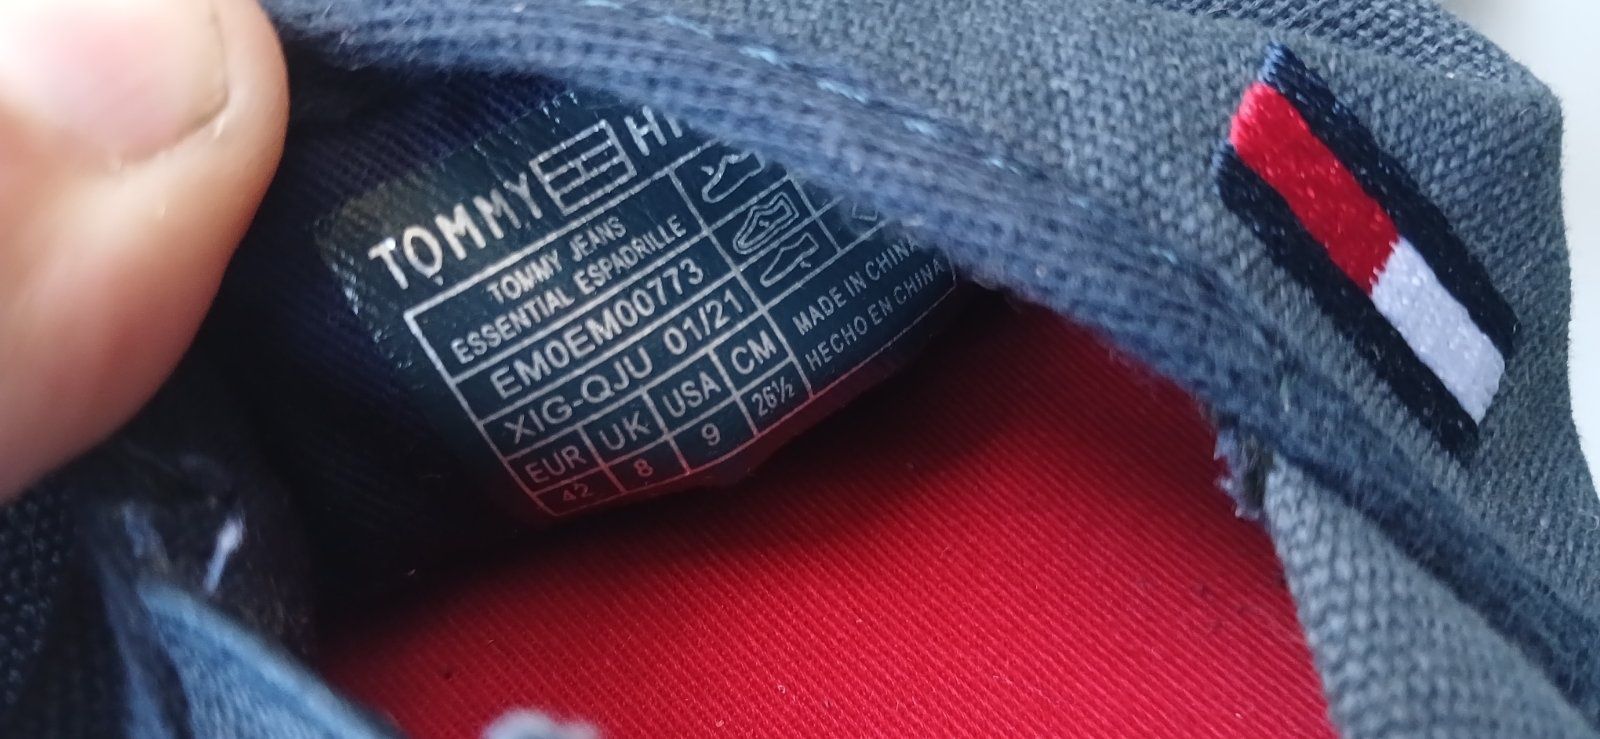 TOMMY HI
TOMMY JEANS
ESSENTIAL ESPADRILLE
EM0EM00773
XIG-QJU 01/21
EUR UK USA CM
42 8 9 26½
MADE IN CHINA
HECHO EN CHINA